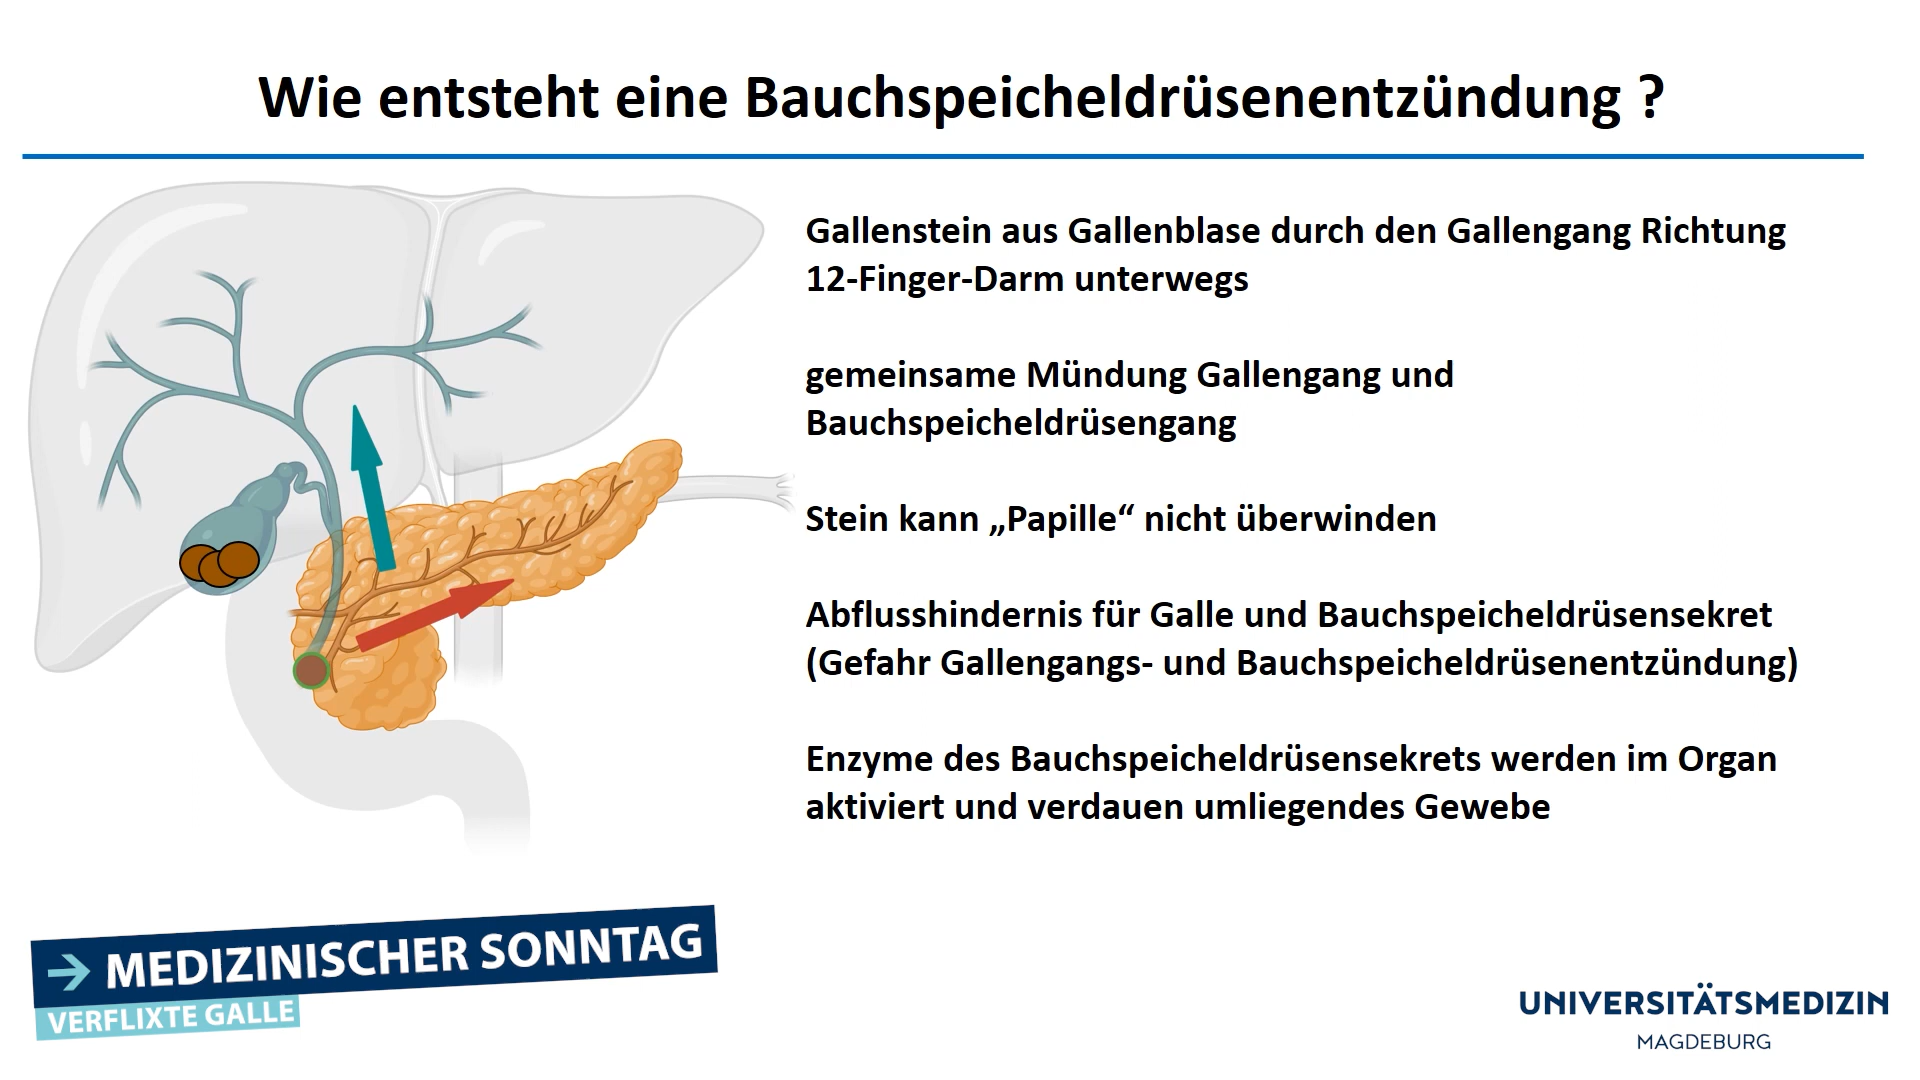 Wie entsteht eine Bauchspeicheldrüsenentzündung ?
Gallenstein aus Gallenblase durch den Gallengang Richtung
12-Finger-Darm unterwegs
gemeinsame Mündung Gallengang und
Bauchspeicheldrüsengang
Stein kann „Papille“ nicht überwinden
Abflusshindernis für Galle und Bauchspeicheldrüsensekret
(Gefahr Gallengangs- und Bauchspeicheldrüsenentzündung)
Enzyme des Bauchspeicheldrüsensekrets werden im Organ
aktiviert und verdauen umliegendes Gewebe
→ MEDIZINISCHER SONNTAG
VERFLIXTE GALLE
UNIVERSITÄTSMEDIZIN
MAGDEBURG